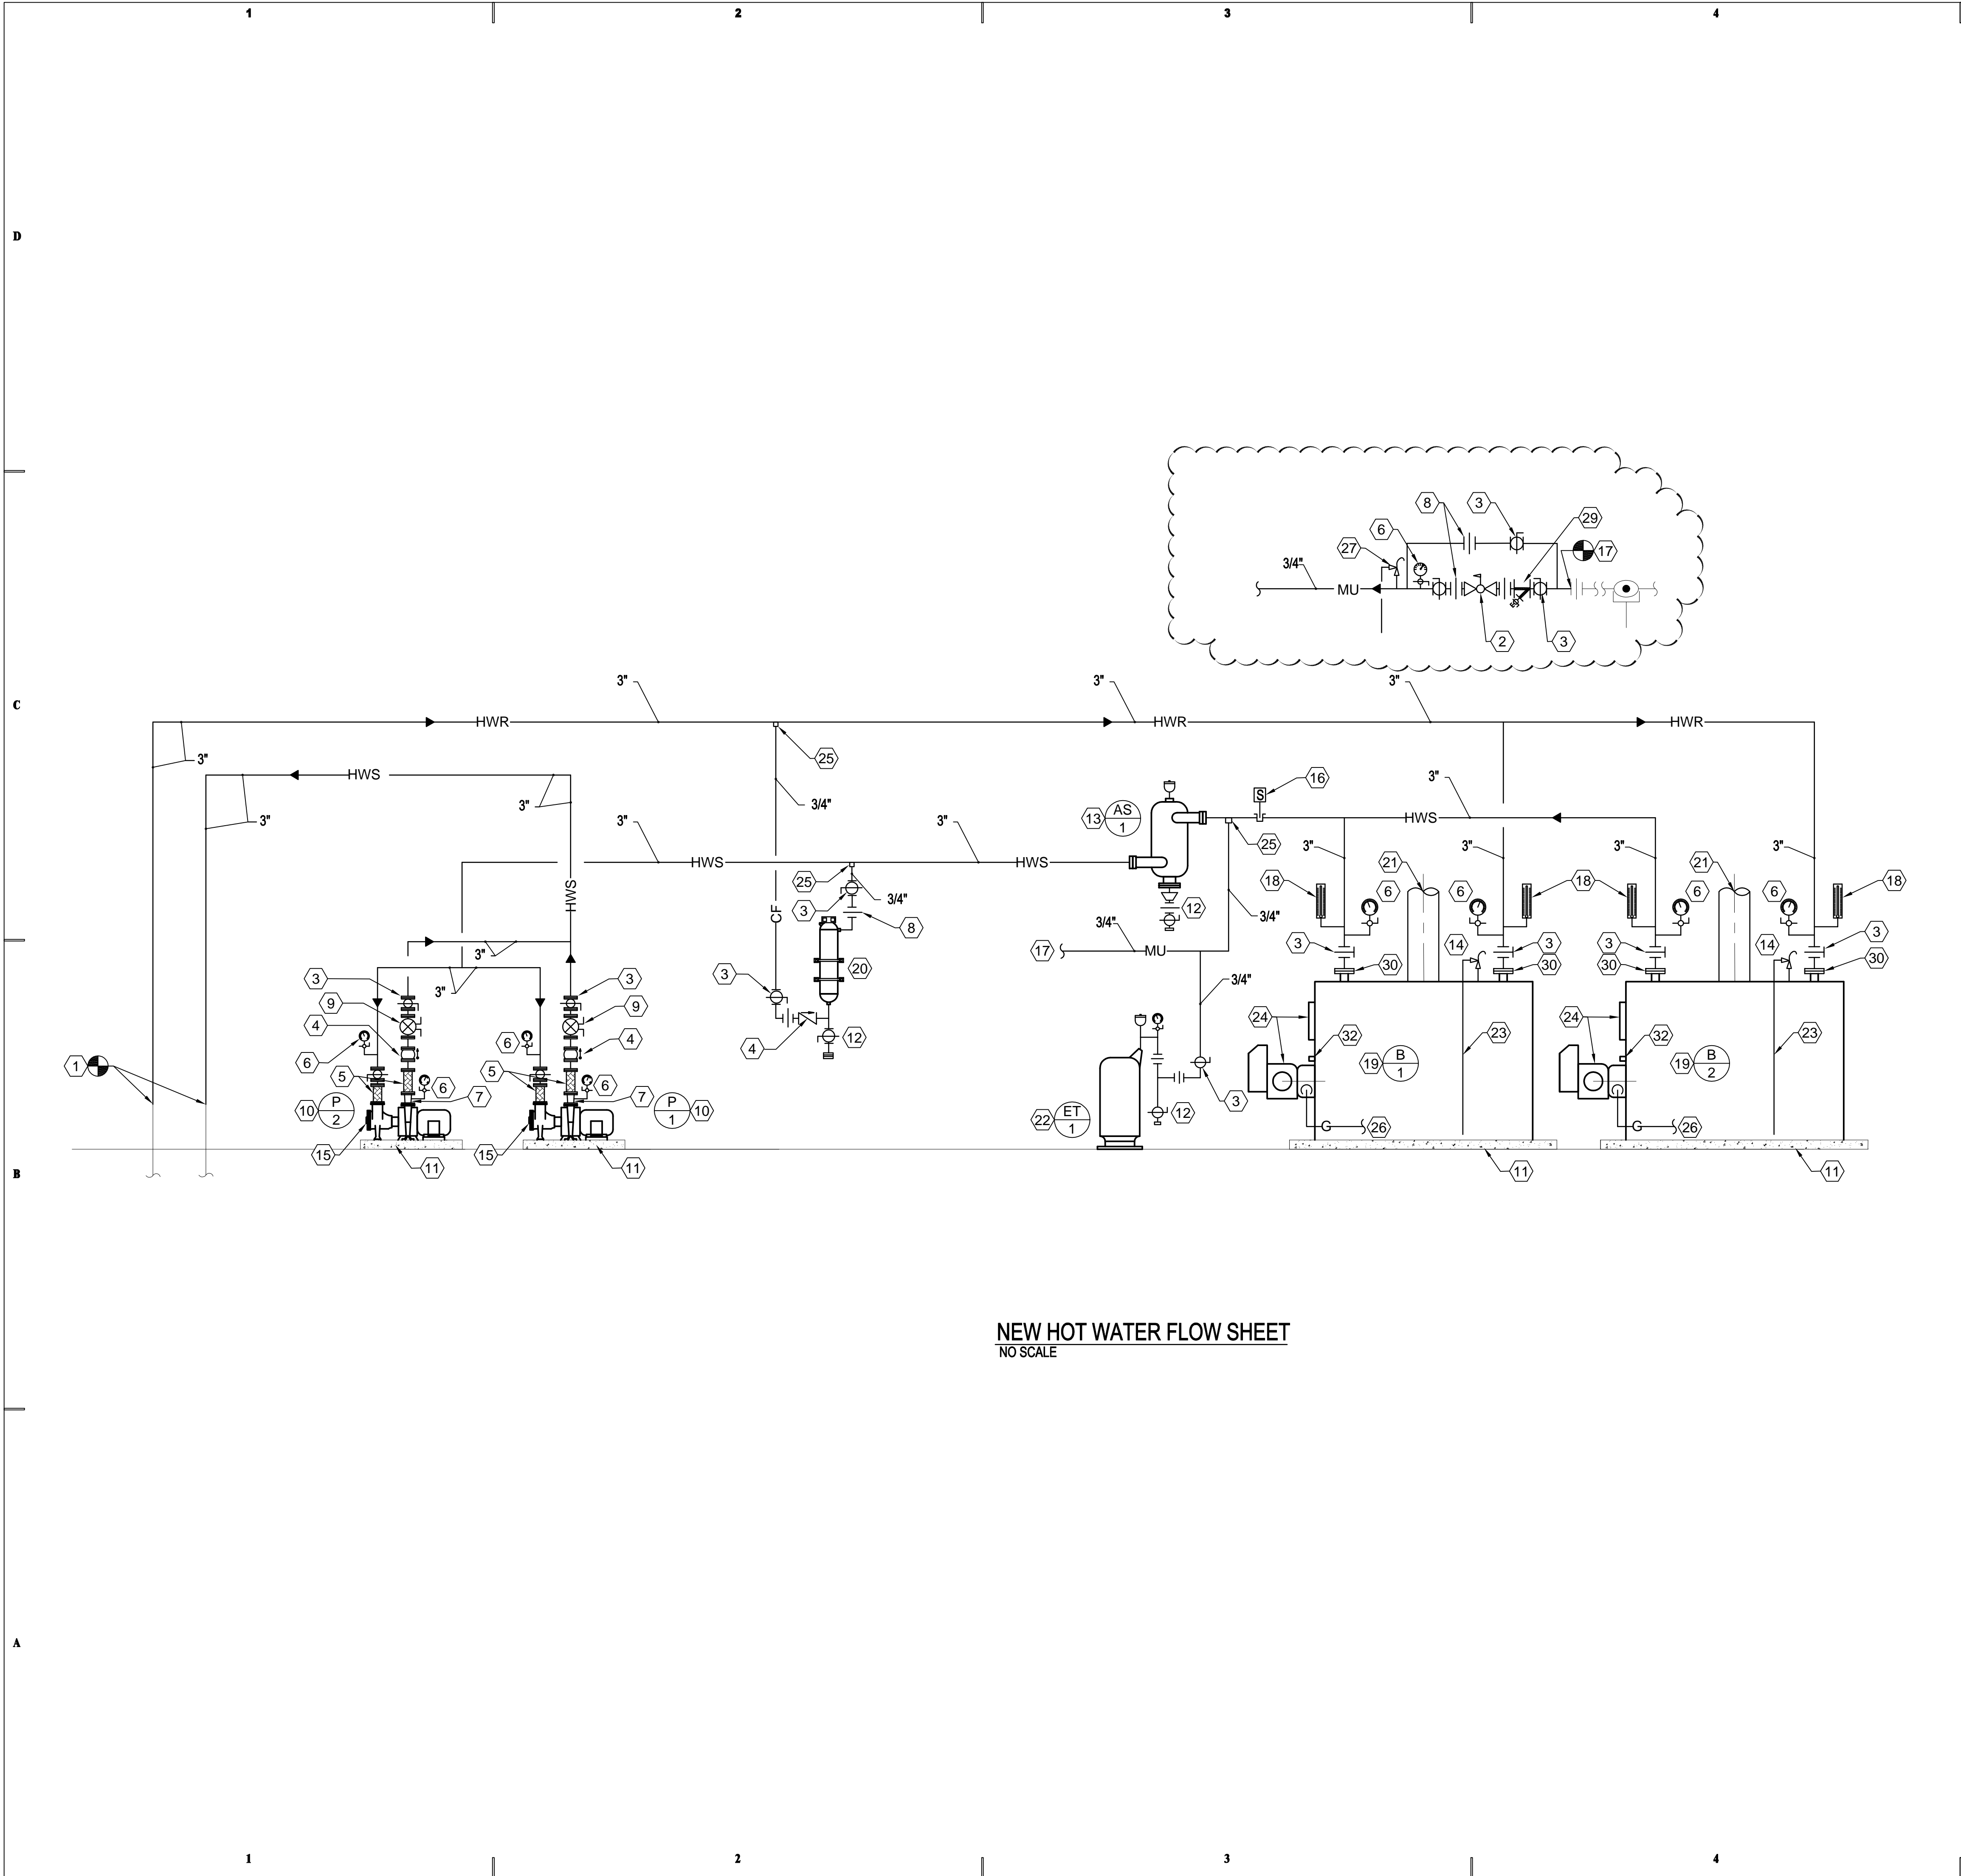 1 2 3 4
D
8 3 29
6
27 17
3/4"
MU
2 3
C
3" 3" 3"
HWR HWR HWR
3" 25
HWS 3" 16
3" 3/4" AS
13 1
3" 3" 3" HWS
25
HWS HWS
3" 3" 3" 3"
25 21 21
HWS 3/4" 18 6 6 18 6 6 18
3 12
CF 8 3/4"
3/4"
17 MU 14 14
3" 3 3 3 3
3" 20
3 3 3 30 30 30 30
9 9 3/4"
4 6 4 24 32 23 24 32 23
6 4 12
1 5 6 5 6 B B
19 1 19 2
7 7
P P 3
10 2 1 10 ET 12
22 1
G 26 G 26
15 11 15 11 11 11
B
NEW HOT WATER FLOW SHEET
NO SCALE
A
1 2 3 4